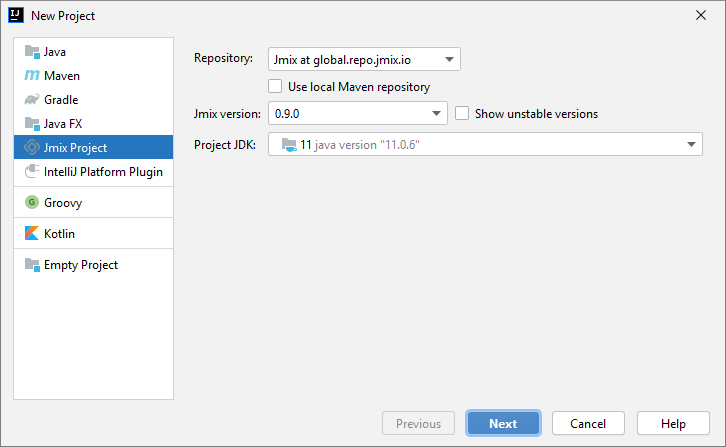 New Project
Java
Maven
Gradle
Java FX
Jmix Project
IntelliJ Platform Plugin
Groovy
Kotlin
Empty Project
Repository: Jmix at global.repo.jmix.io
Use local Maven repository
Jmix version: 0.9.0 Show unstable versions
Project JDK: 11 java version "11.0.6"
Previous Next Cancel Help